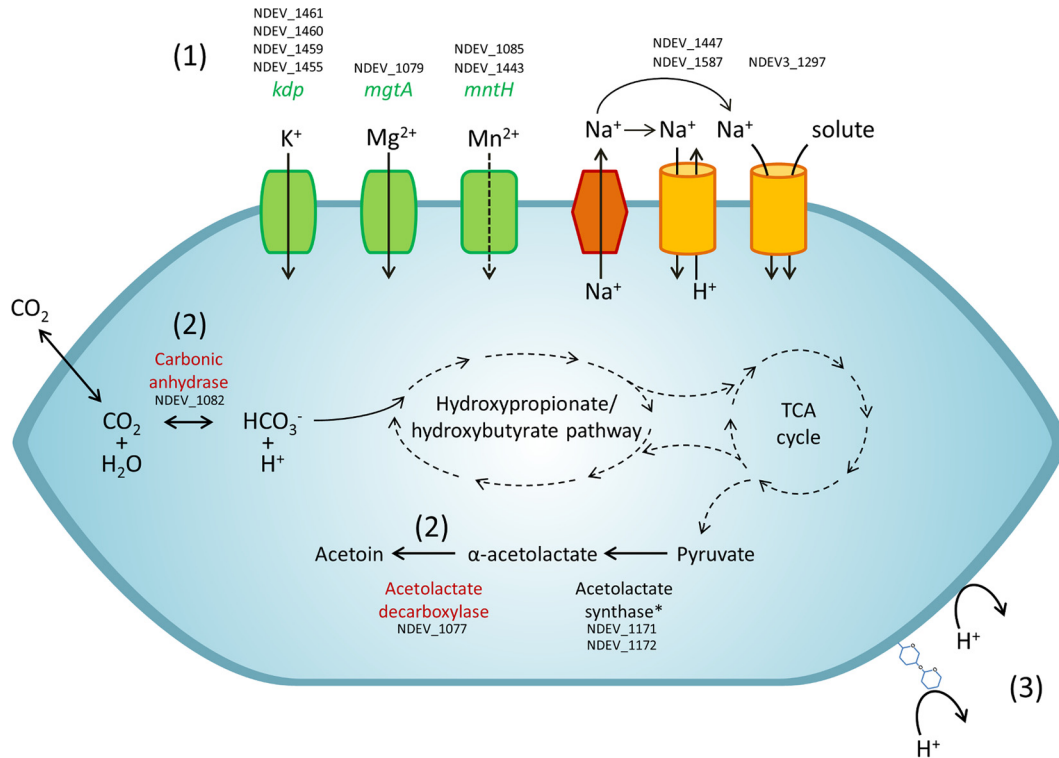 (1)
NDEV_1461
NDEV_1460
NDEV_1459
NDEV_1455
kdp
NDEV_1079
mgtA
NDEV_1085
NDEV_1443
mntH
NDEV_1447
NDEV_1587
NDEV3_1297
K⁺
Mg²⁺
Mn²⁺
Na⁺
Na⁺
Na⁺
solute
Na⁺
H⁺
CO₂
(2)
Carbonic
anhydrase
NDEV_1082
CO₂
+
H₂O
HCO₃⁻
+
H⁺
Hydroxypropionate/
hydroxybutyrate pathway
TCA
cycle
(2)
Acetoin
α-acetolactate
Pyruvate
Acetolactate
decarboxylase
NDEV_1077
Acetolactate
synthase*
NDEV_1171
NDEV_1172
H⁺
(3)
H⁺